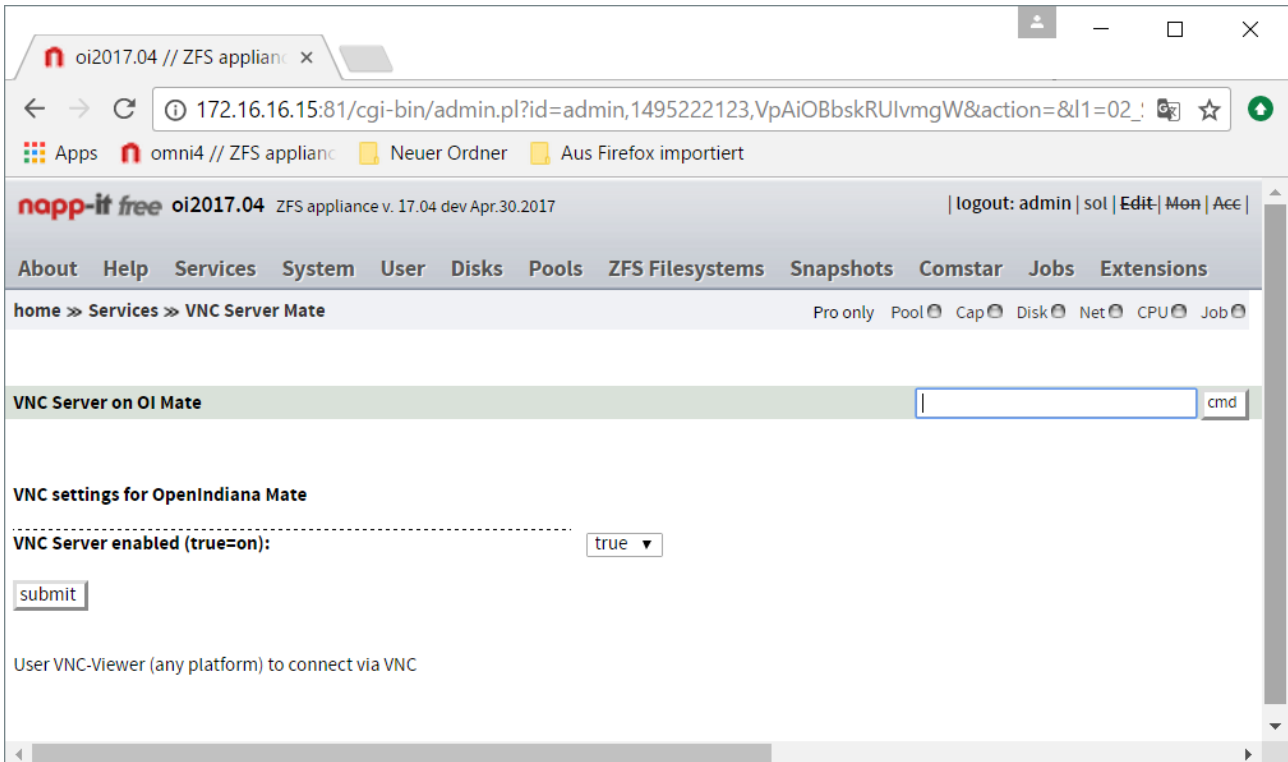 oi2017.04 // ZFS applianc
172.16.16.15:81/cgi-bin/admin.pl?id=admin,1495222123,VpAiOBbskRUIvmgW&action=&l1=02_
Apps omni4 // ZFS applianc Neuer Ordner Aus Firefox importiert
napp-it free oi2017.04 ZFS appliance v. 17.04 dev Apr.30.2017 | logout: admin | sol | Edit | Mon | Acc |
About Help Services System User Disks Pools ZFS Filesystems Snapshots Comstar Jobs Extensions
home >> Services >> VNC Server Mate Pro only Pool Cap Disk Net CPU Job
VNC Server on OI Mate cmd
VNC settings for OpenIndiana Mate
VNC Server enabled (true=on): true
submit
User VNC-Viewer (any platform) to connect via VNC